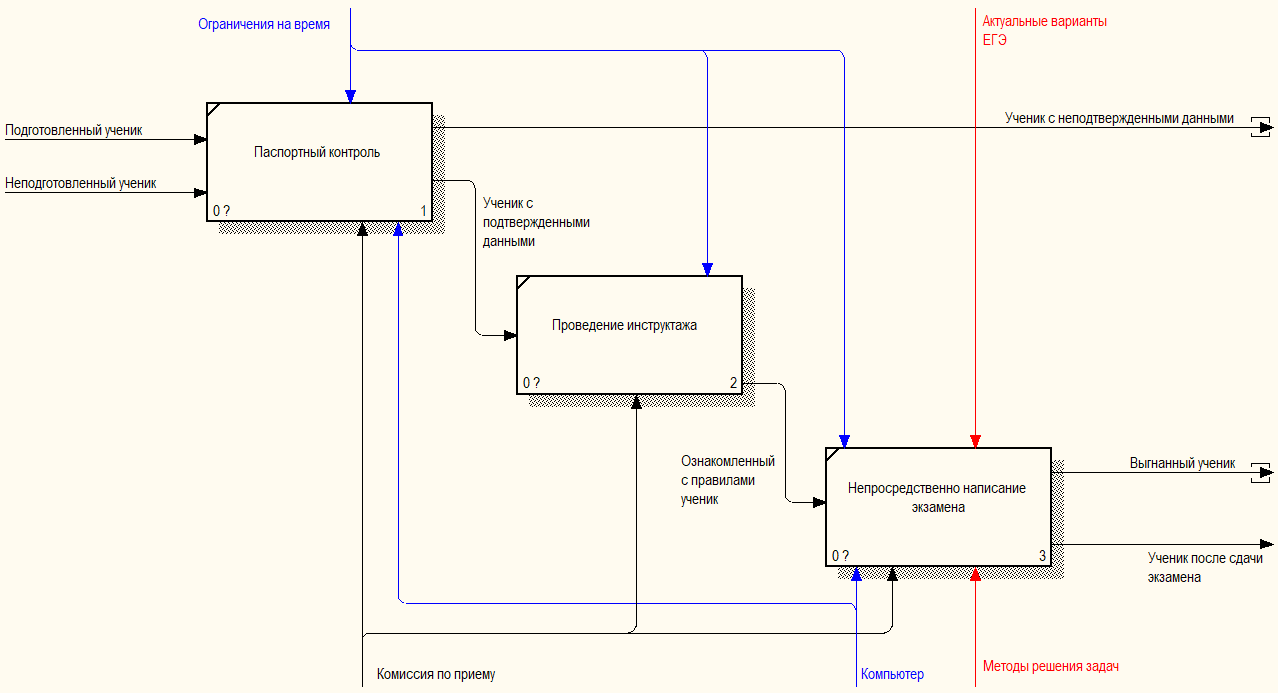 Ограничения на время
Актуальные варианты
ЕГЭ
Подготовленный ученик
Ученик с неподтвержденными данными
Паспортный контроль
Неподготовленный ученик
0 ?
1
Ученик с
подтвержденными
данными
Проведение инструктажа
0 ?
2
Ознакомленный
с правилами
ученик
Выгнанный ученик
Непросредственно написание
экзамена
0 ?
3
Ученик после сдачи
экзамена
Комиссия по приему
Компьютер
Методы решения задач